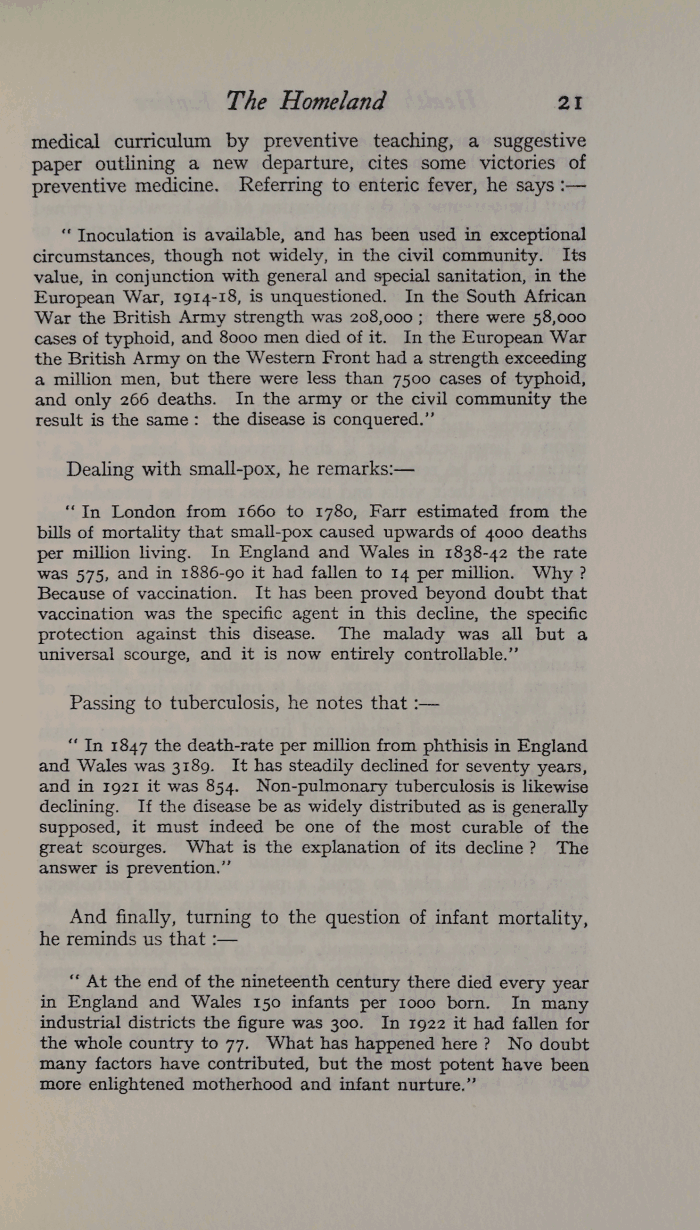 The Homeland 21
medical curriculum by preventive teaching, a suggestive
paper outlining a new departure, cites some victories of
preventive medicine. Referring to enteric fever, he says :—
“ Inoculation is available, and has been used in exceptional
circumstances, though not widely, in the civil community. Its
value, in conjunction with general and special sanitation, in the
European War, 1914-18, is unquestioned. In the South African
War the British Army strength was 208,000 ; there were 58,000
cases of typhoid, and 8000 men died of it. In the European War
the British Army on the Western Front had a strength exceeding
a million men, but there were less than 7500 cases of typhoid,
and only 266 deaths. In the army or the civil community the
result is the same : the disease is conquered.”
Dealing with small-pox, he remarks:—
“ In London from 1660 to 1780, Farr estimated from the
bills of mortality that small-pox caused upwards of 4000 deaths
per million living. In England and Wales in 1838-42 the rate
was 575, and in 1886-90 it had fallen to 14 per million. Why ?
Because of vaccination. It has been proved beyond doubt that
vaccination was the specific agent in this decline, the specific
protection against this disease. The malady was all but a
universal scourge, and it is now entirely controllable.”
Passing to tuberculosis, he notes that :—
“ In 1847 the death-rate per million from phthisis in England
and Wales was 3189. It has steadily declined for seventy years,
and in 1921 it was 854. Non-pulmonary tuberculosis is likewise
declining. If the disease be as widely distributed as is generally
supposed, it must indeed be one of the most curable of the
great scourges. What is the explanation of its decline ? The
answer is prevention.”
And finally, turning to the question of infant mortality,
he reminds us that :—
“ At the end of the nineteenth century there died every year
in England and Wales 150 infants per 1000 born. In many
industrial districts the figure was 300. In 1922 it had fallen for
the whole country to 77. What has happened here ? No doubt
many factors have contributed, but the most potent have been
more enlightened motherhood and infant nurture.”